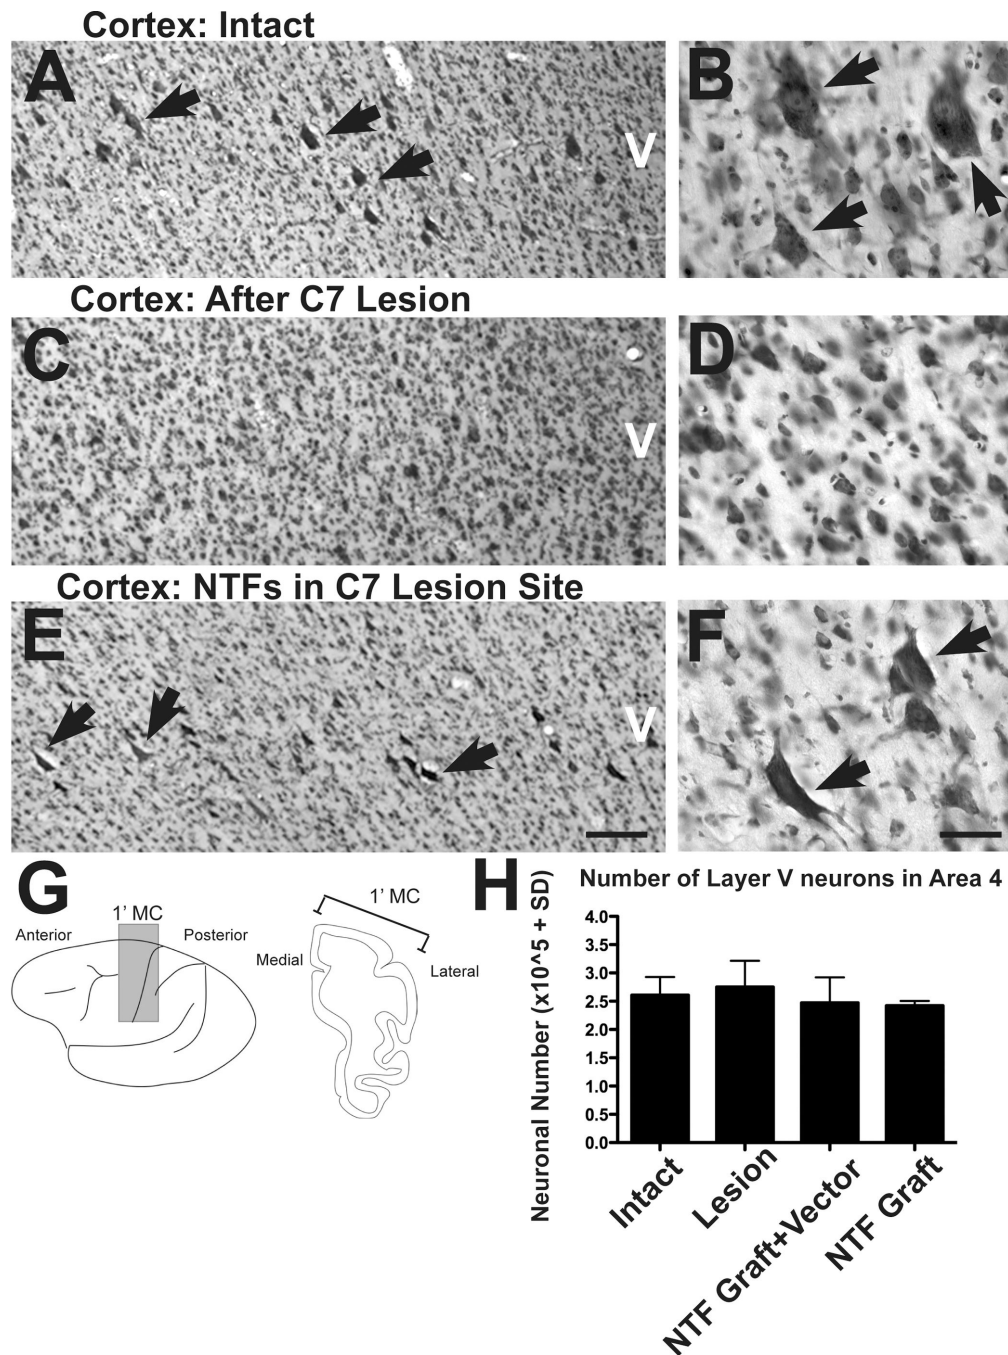 Cortex: Intact
A
V
B
Cortex: After C7 Lesion
C
V
D
Cortex: NTFs in C7 Lesion Site
E
V
F
G
1' MC
Anterior
Posterior
1' MC
Medial
Lateral
H
Number of Layer V neurons in Area 4
Neuronal Number (x10^5 + SD)
4.0
3.5
3.0
2.5
2.0
1.5
1.0
0.5
0.0
Intact
Lesion
NTF Graft+Vector
NTF Graft